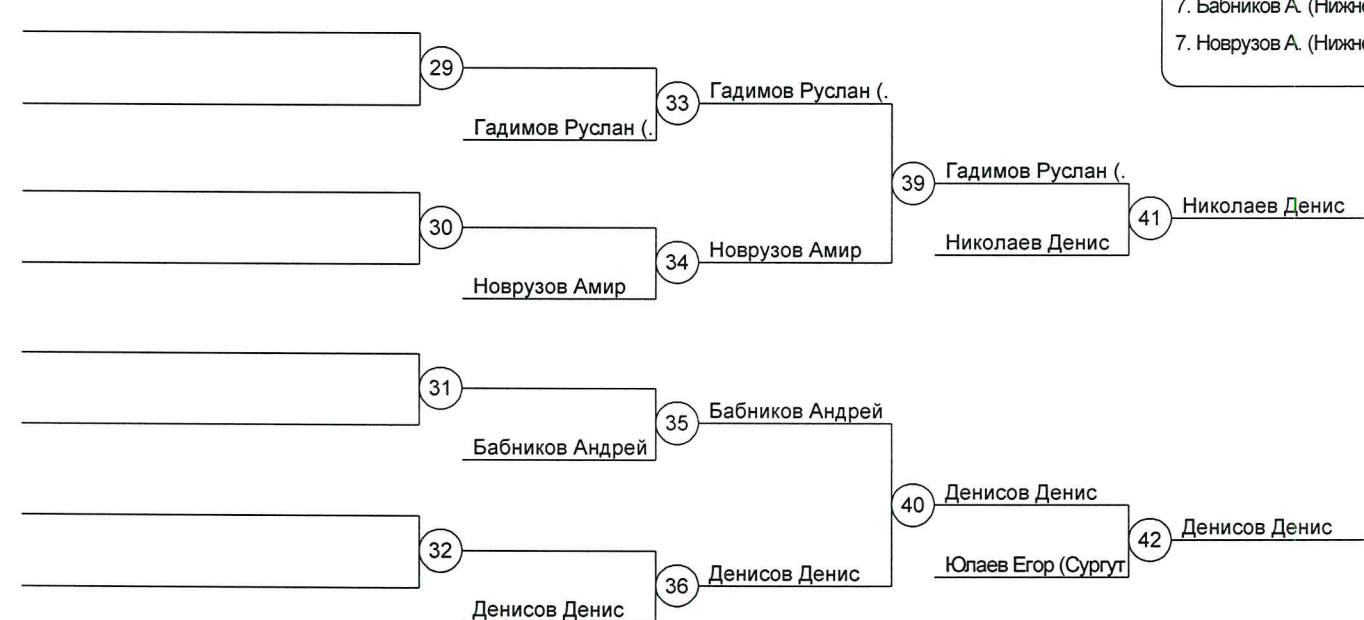 7. Бабников А. (Нижн
7. Новрузов А. (Нижн
29
33
Гадимов Руслан (.
Гадимов Руслан (.
39
Гадимов Руслан (.
30
34
Новрузов Амир
Новрузов Амир
Николаев Денис
41
Николаев Денис
31
35
Бабников Андрей
Бабников Андрей
40
Денисов Денис
32
36
Денисов Денис
Денисов Денис
Юлаев Егор (Сургут
42
Денисов Денис